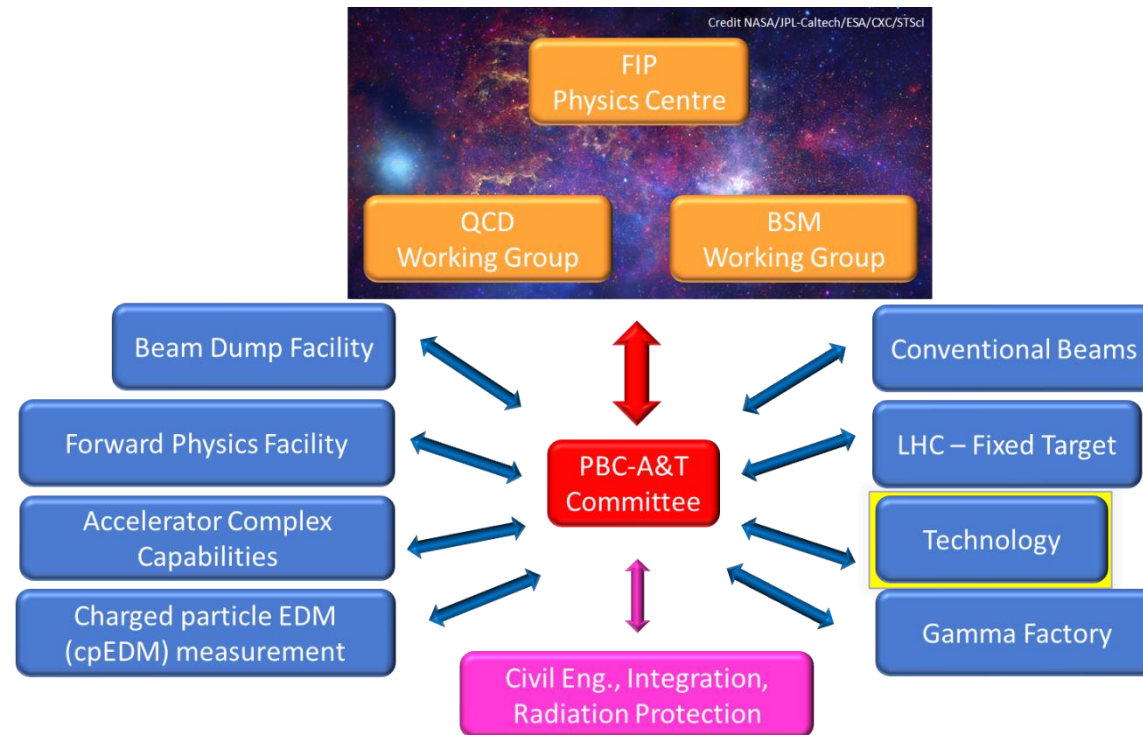 Credit NASA/JPL-Caltech/ESA/CXC/STScI
FIP
Physics Centre
QCD
Working Group
BSM
Working Group
Beam Dump Facility
Conventional Beams
Forward Physics Facility
LHC – Fixed Target
PBC-A&T
Committee
Accelerator Complex
Capabilities
Technology
Charged particle EDM
(cpEDM) measurement
Gamma Factory
Civil Eng., Integration,
Radiation Protection